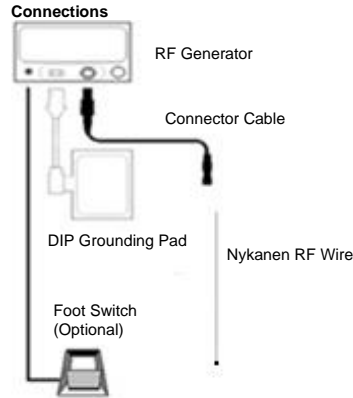 Connections
RF Generator
Connector Cable
DIP Grounding Pad
Nykanen RF Wire
Foot Switch
(Optional)